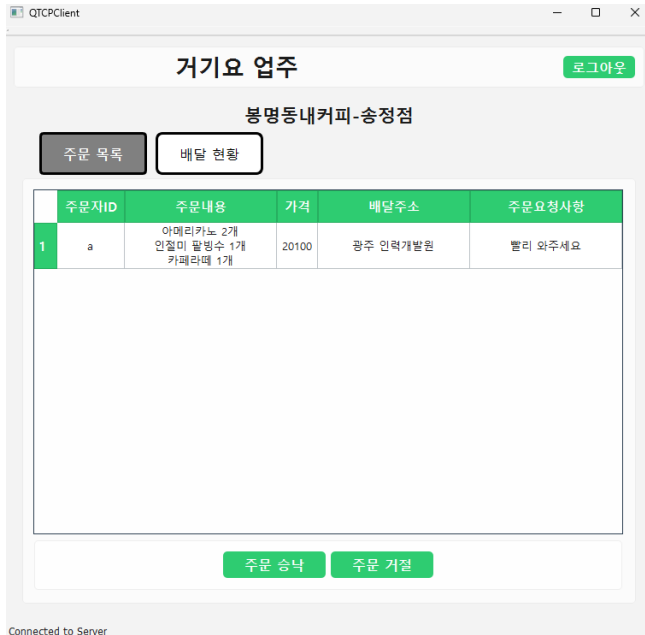 QTCPClient
거기요 업주
로그아웃
봉명동내커피-송정점
주문 목록
배달 현황
주문자ID 주문내용 가격 배달주소 주문요청사항
1 a 아메리카노 2개
인절미 팥빙수 1개
카페라떼 1개
20100 광주 인력개발원 빨리 와주세요
주문 승낙
주문 거절
Connected to Server